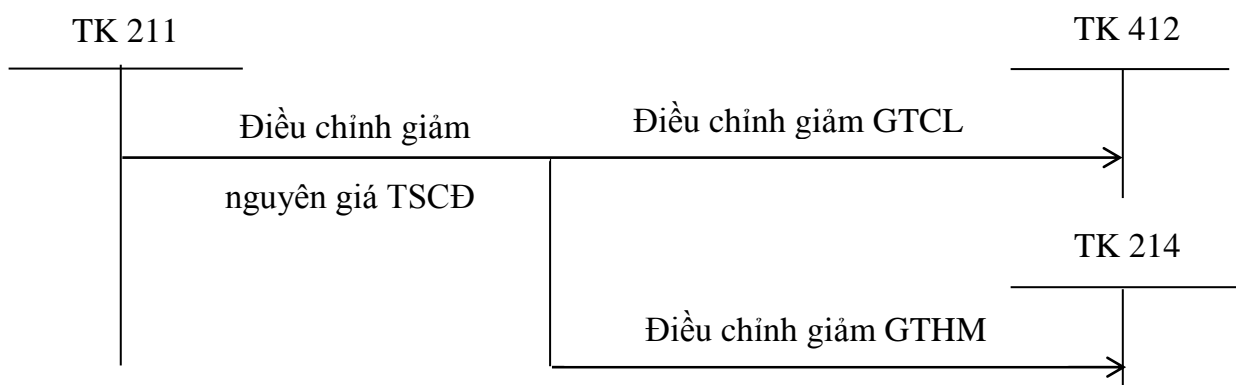 TK 211
TK 412
Điều chỉnh giảm
Điều chỉnh giảm GTCL
nguyên giá TSCĐ
TK 214
Điều chỉnh giảm GTHM